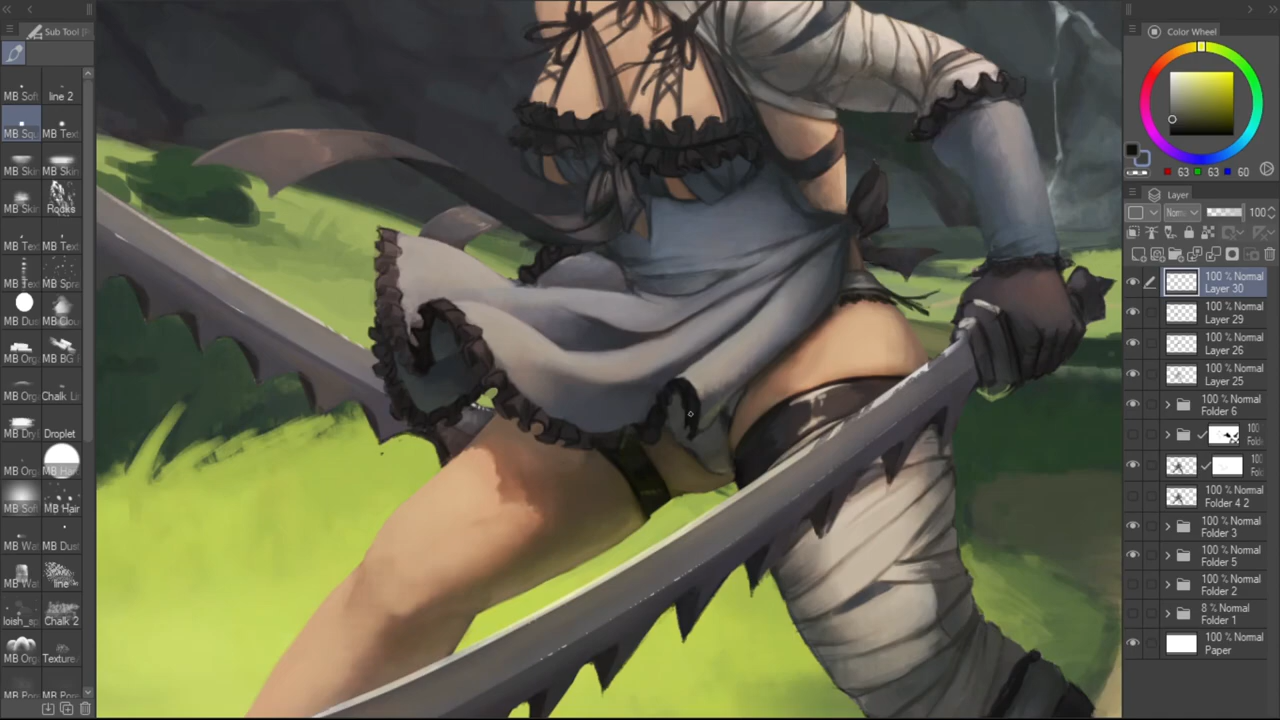 Sub Tool
MB Soft
line 2
MB Squ
MB Text
MB Skin
MB Skin
MB Skin
Rocks
MB Text
MB Text
MB Text
MB Spra
MB Dus
MB Clou
MB Org
MB BG
MB Org
Chalk Li
MB Dry
Droplet
MB Org
MB Hair
MB Soft
MB Hair
MB Wat
MB Dust
MB Wat
line
loish_sp
Chalk 2
MB Org
Texture
Color Wheel
63 63 60
Layer
100
100 % Normal
Layer 30
100 % Normal
Layer 29
100 % Normal
Layer 26
100 % Normal
Layer 25
100 % Normal
Folder 6
100 % Normal
Folder 4 2
100 % Normal
Folder 3
100 % Normal
Folder 5
100 % Normal
Folder 2
8 % Normal
Folder 1
100 % Normal
Paper